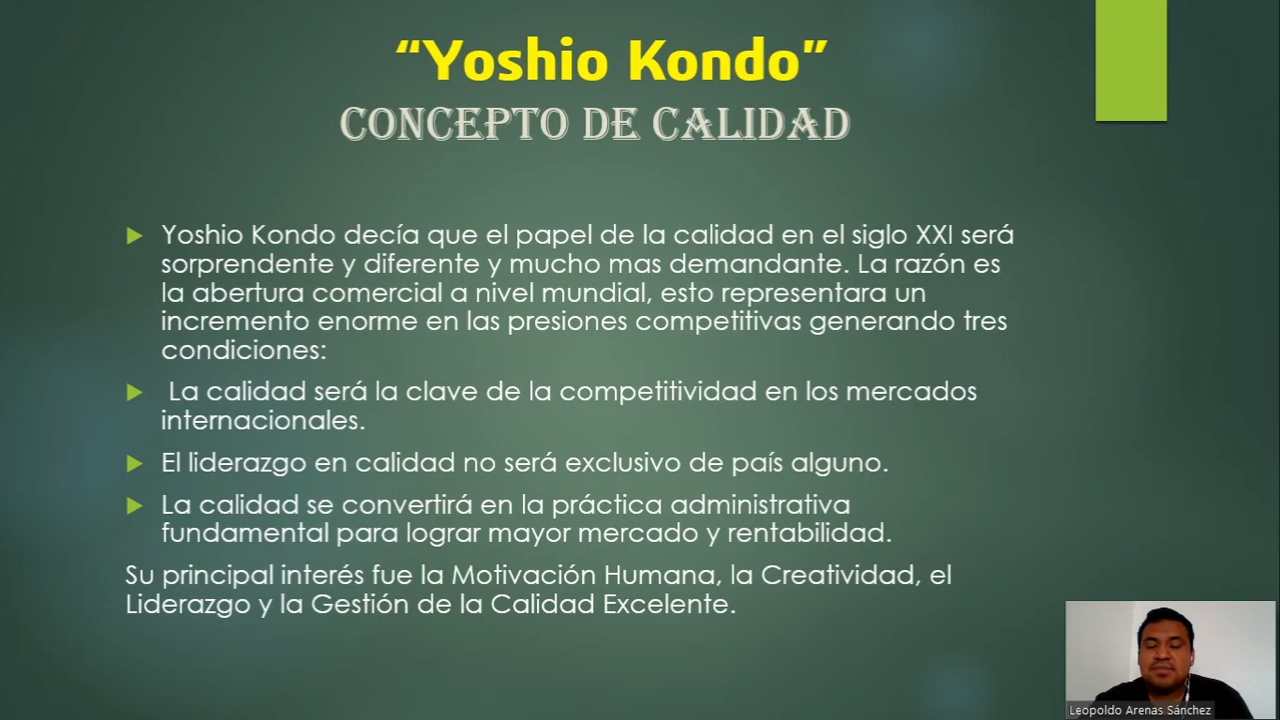 “Yoshio Kondo”
CONCEPTO DE CALIDAD
Yoshio Kondo decía que el papel de la calidad en el siglo XXI será
sorprendente y diferente y mucho mas demandante. La razón es
la abertura comercial a nivel mundial, esto representara un
incremento enorme en las presiones competitivas generando tres
condiciones:
La calidad será la clave de la competitividad en los mercados
internacionales.
El liderazgo en calidad no será exclusivo de país alguno.
La calidad se convertirá en la práctica administrativa
fundamental para lograr mayor mercado y rentabilidad.
Su principal interés fue la Motivación Humana, la Creatividad, el
Liderazgo y la Gestión de la Calidad Excelente.
Leopoldo Arenas Sánchez